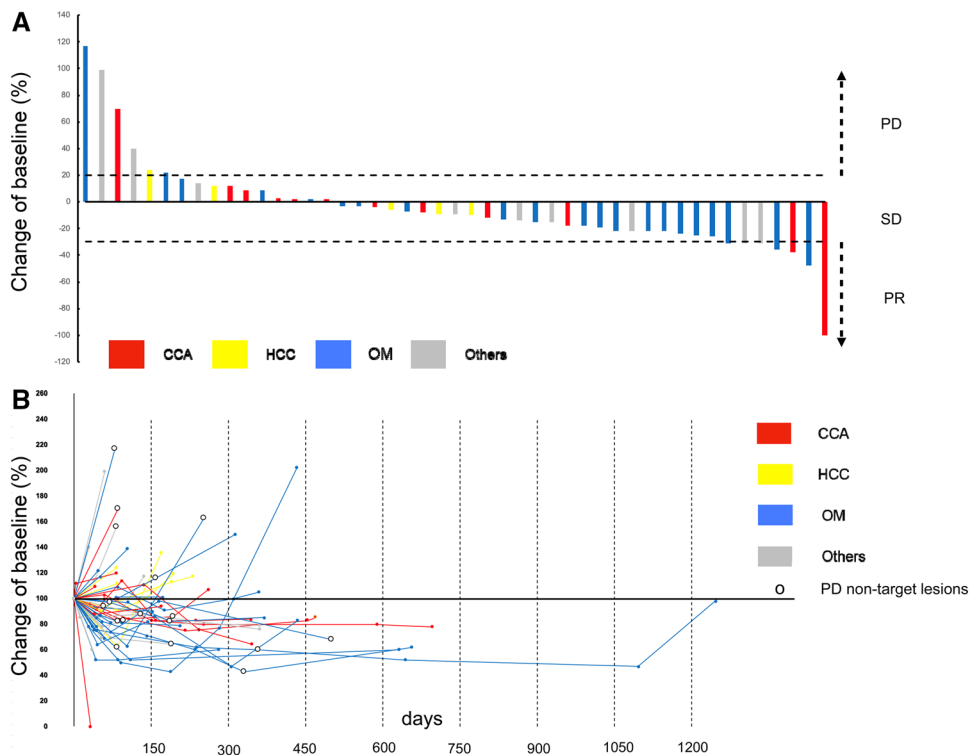 A
Change of baseline (%)
140
120
100
80
60
40
20
0
-20
-40
-60
-80
-100
-120
PD
SD
PR
CCA
HCC
OM
Others
B
Change of baseline (%)
260
240
220
200
180
160
140
120
100
80
60
40
20
0
CCA
HCC
OM
Others
PD non-target lesions
days
150
300
450
600
750
900
1050
1200